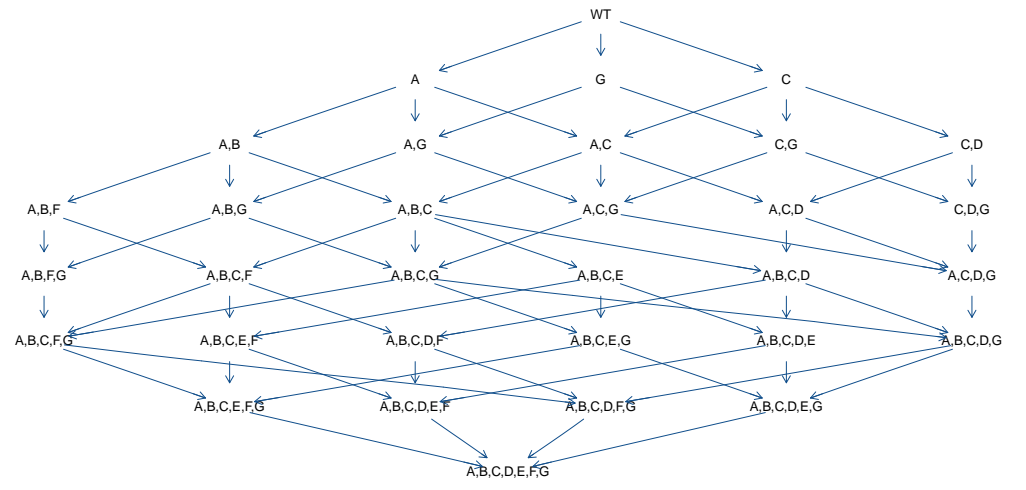 WT
A
G
C
A,B
A,G
A,C
C,G
C,D
A,B,F
A,B,G
A,B,C
A,C,G
A,C,D
C,D,G
A,B,F,G
A,B,C,F
A,B,C,G
A,B,C,E
A,B,C,D
A,C,D,G
A,B,C,F,G
A,B,C,E,F
A,B,C,D,F
A,B,C,E,G
A,B,C,D,E
A,B,C,D,G
A,B,C,E,F,G
A,B,C,D,E,F
A,B,C,D,F,G
A,B,C,D,E,G
A,B,C,D,E,F,G